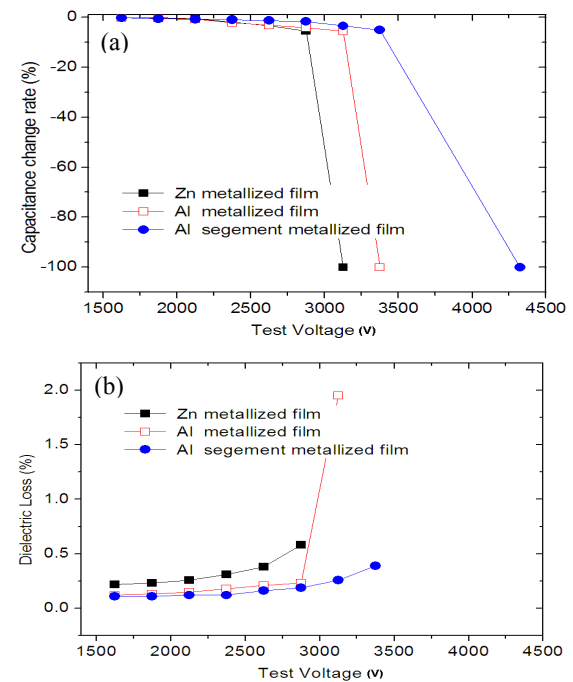 (a)
Capacitance change rate (%)
0
-20
-40
-60
-80
-100
Zn metallized film
Al metallized film
Al segement metallized film
1500 2000 2500 3000 3500 4000 4500
Test Voltage (V)
(b)
Dielectric Loss (%)
2.0
1.5
1.0
0.5
0.0
Zn metallized film
Al metallized film
Al segement metallized film
1500 2000 2500 3000 3500 4000 4500
Test Voltage (V)